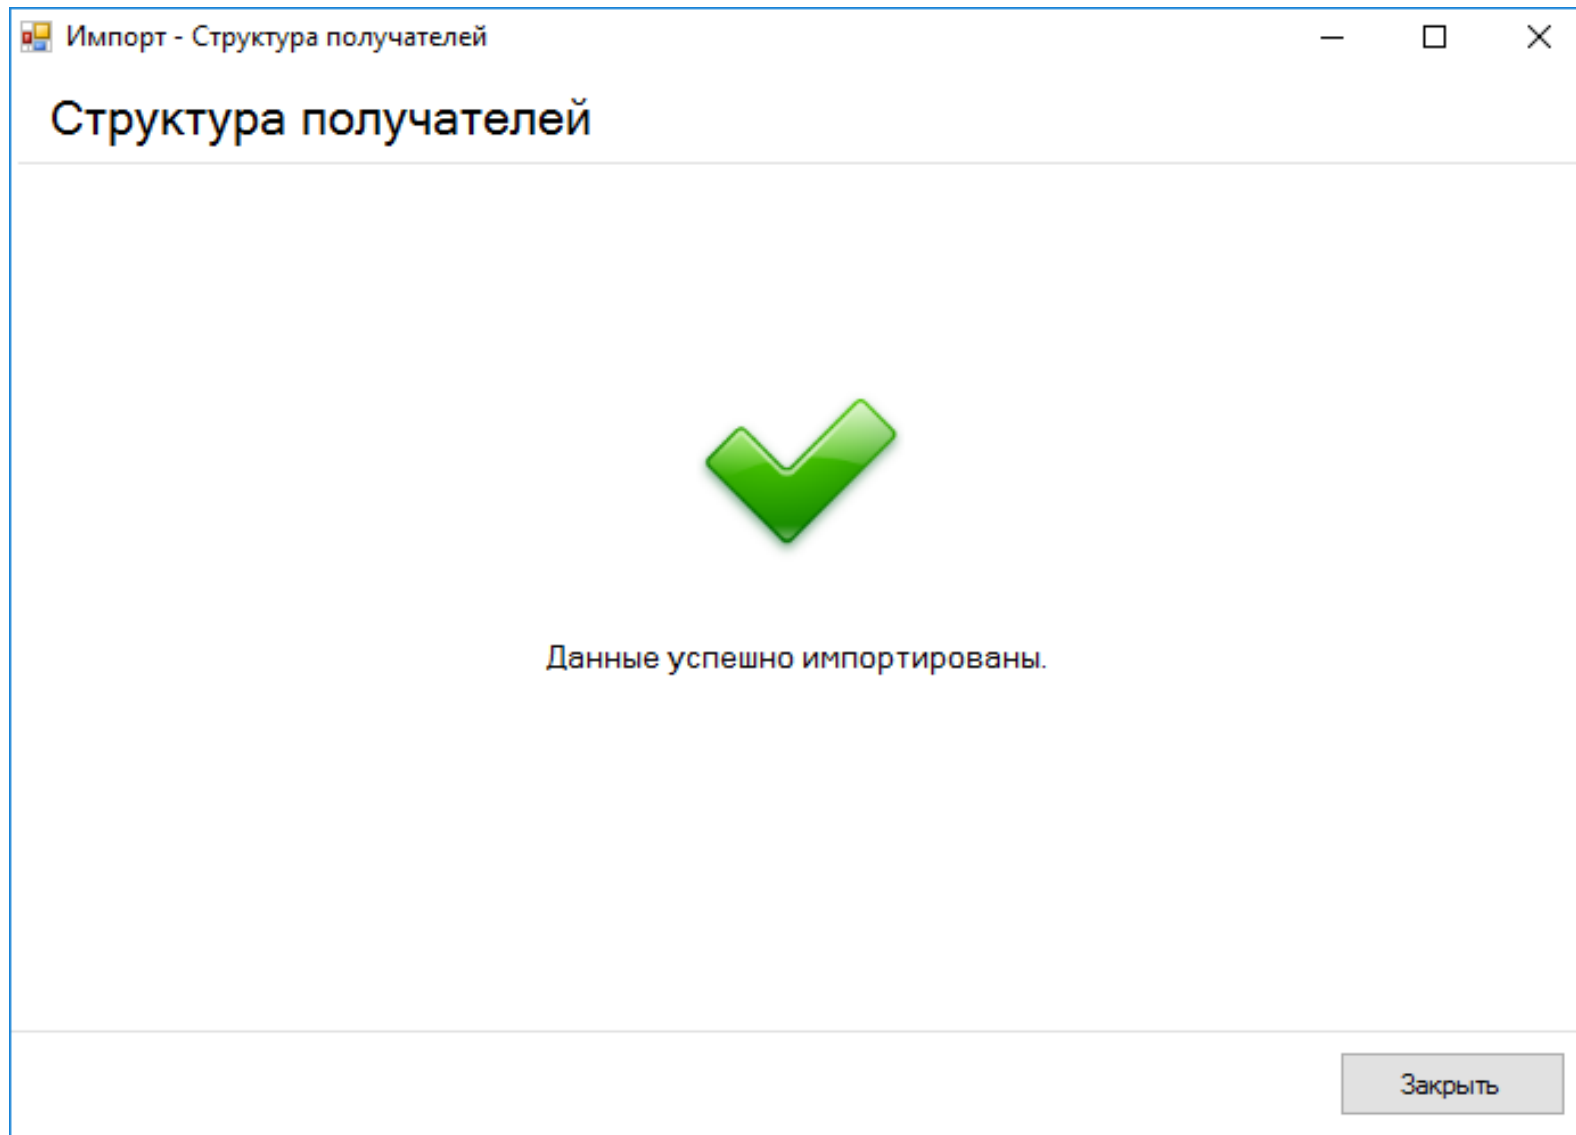 Импорт - Структура получателей
Структура получателей
Данные успешно импортированы.
Закрыть